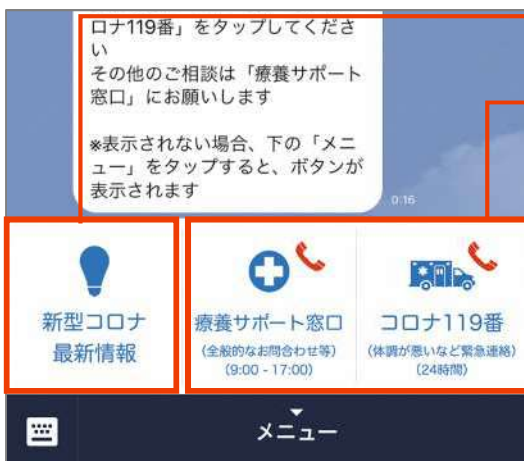 ロナ119番」をタップしてくださ
い
その他のご相談は「療養サポート
窓口」にお願いします
※表示されない場合、下の「メニ
ュー」をタップすると、ボタンが
表示されます
0:16
新型コロナ
最新情報
療養サポート窓口
(全般的なお問合わせ等)
(9:00 - 17:00)
コロナ119番
(体調が悪いなど緊急連絡)
(24時間)
メニュー